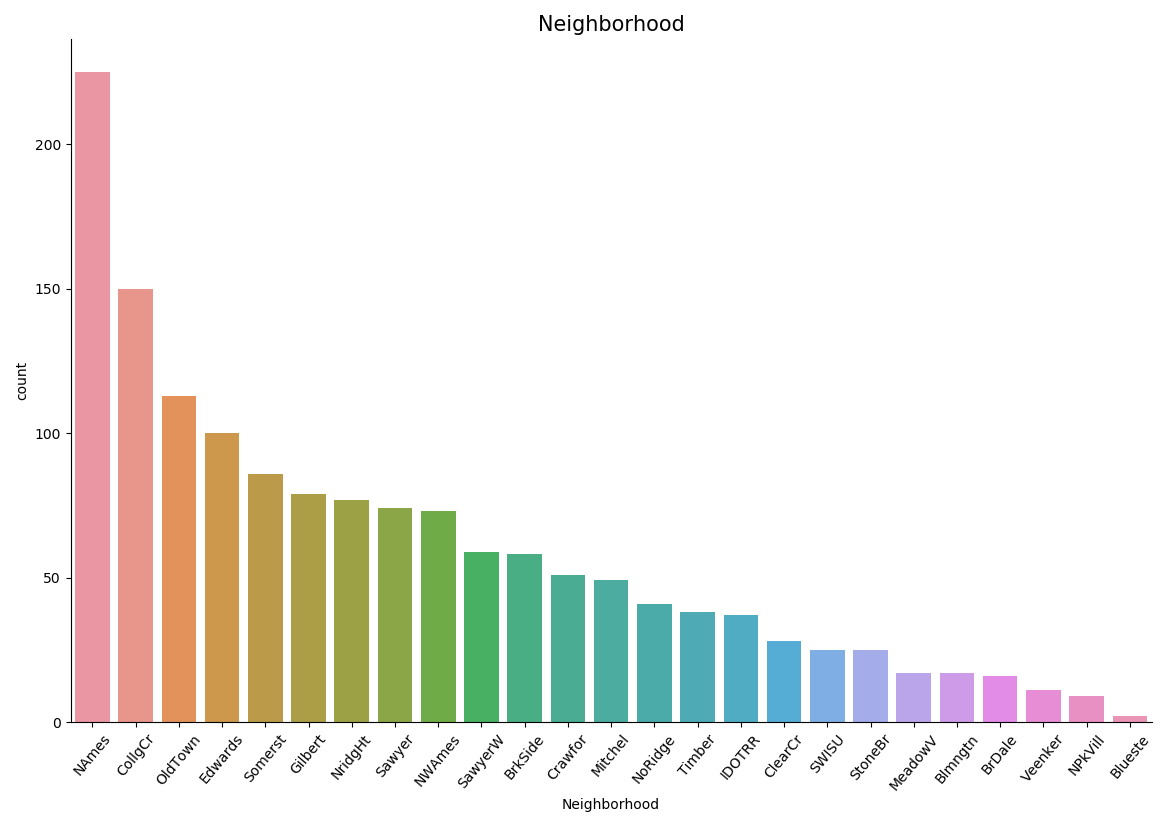 Neighborhood
count
200
150
100
50
0
NAmes
CollgCr
OldTown
Edwards
Somerst
Gilbert
NridgHt
Sawyer
NWAmes
SawyerW
BrkSide
Crawfor
Mitchel
NoRidge
Timber
IDOTRR
ClearCr
SWISU
StoneBr
MeadowV
Blmngtn
BrDale
Veenker
NPkVill
Blueste
Neighborhood